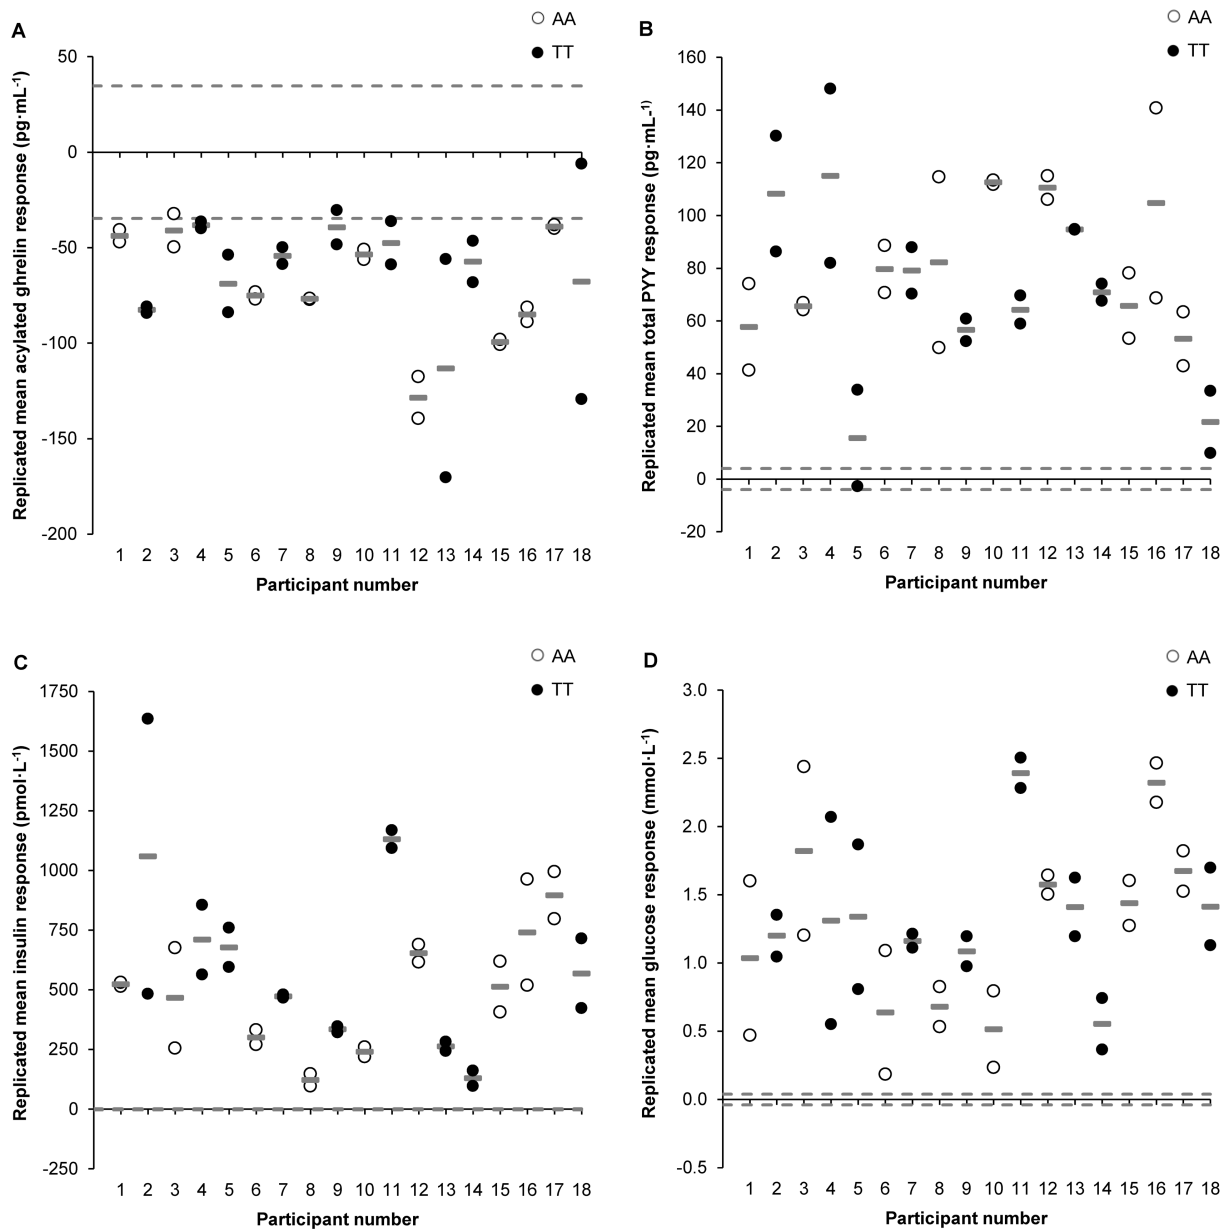 A
AA
TT
Replicated mean acylated ghrelin response (pg·mL-1)
50
0
-50
-100
-150
-200
1 2 3 4 5 6 7 8 9 10 11 12 13 14 15 16 17 18
Participant number
B
AA
TT
Replicated mean total PYY response (pg·mL-1)
160
140
120
100
80
60
40
20
0
-20
1 2 3 4 5 6 7 8 9 10 11 12 13 14 15 16 17 18
Participant number
C
AA
TT
Replicated mean insulin response (pmol·L-1)
1750
1500
1250
1000
750
500
250
0
-250
1 2 3 4 5 6 7 8 9 10 11 12 13 14 15 16 17 18
Participant number
D
AA
TT
Replicated mean glucose response (mmol·L-1)
3.0
2.5
2.0
1.5
1.0
0.5
0.0
-0.5
1 2 3 4 5 6 7 8 9 10 11 12 13 14 15 16 17 18
Participant number